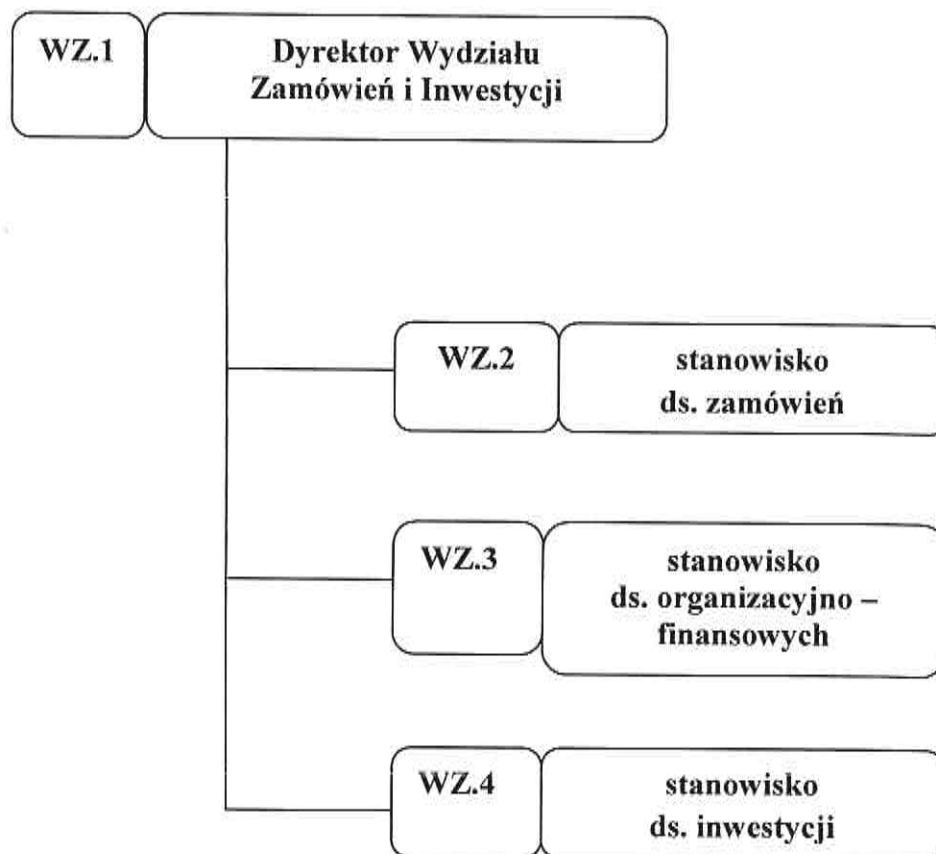 WZ.1
Dyrektor Wydziału
Zamówień i Inwestycji
WZ.2
stanowisko
ds. zamówień
WZ.3
stanowisko
ds. organizacyjno –
finansowych
WZ.4
stanowisko
ds. inwestycji